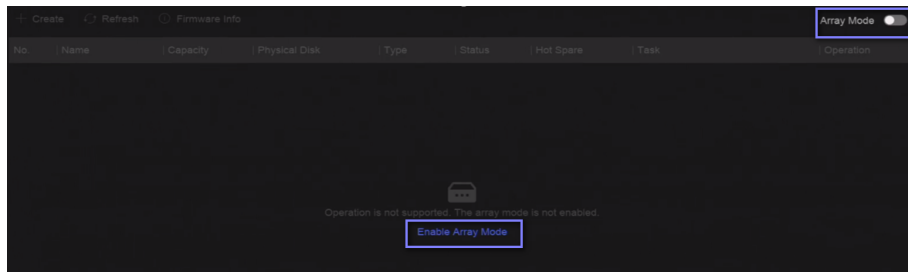 Create Refresh Firmware Info Array Mode
No. Name Capacity Physical Disk Type Status Hot Spare Task Operation
Operation is not supported. The array mode is not enabled.
Enable Array Mode